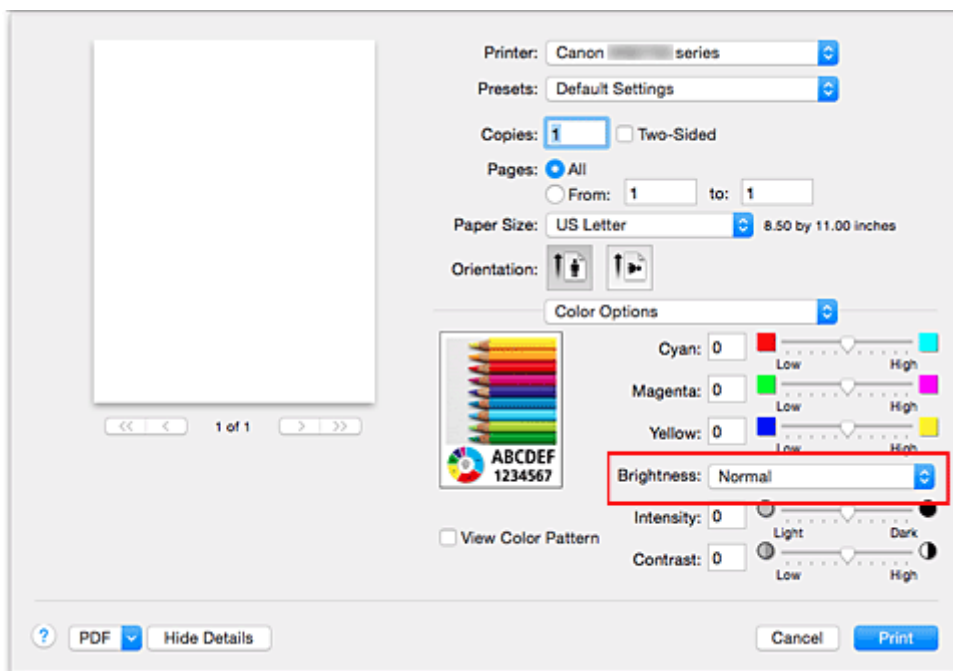 Printer: Canon series
Presets: Default Settings
Copies: 1 Two-Sided
Pages: All
From: 1 to: 1
Paper Size: US Letter 8.50 by 11.00 inches
Orientation:
Color Options
Cyan: 0
Low High
Magenta: 0
Low High
Yellow: 0
Low High
ABCDEF
1234567
Brightness: Normal
Intensity: 0
Light Dark
View Color Pattern
Contrast: 0
Low High
<< < 1 of 1 > >>
? PDF Hide Details Cancel Print